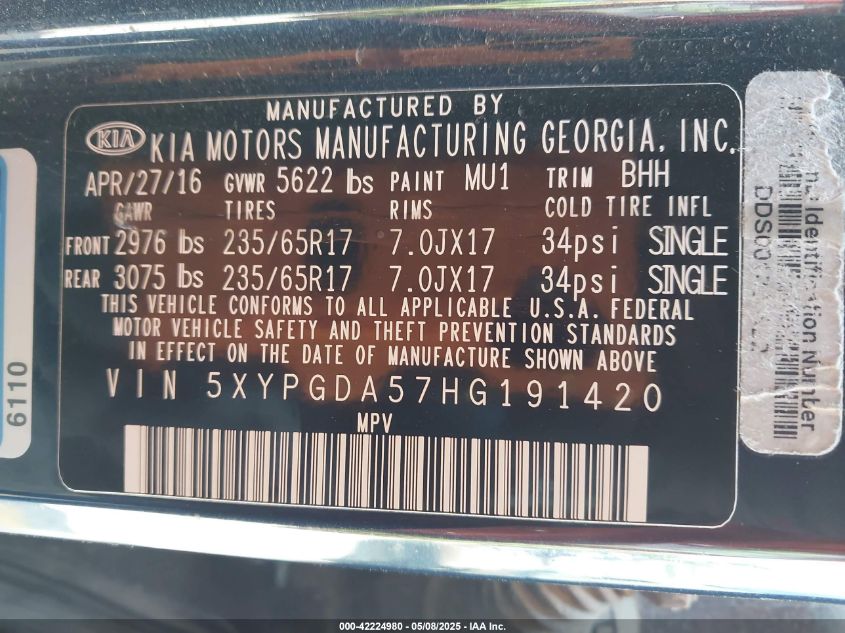 MANUFACTURED BY
KIA KIA MOTORS MANUFACTURING GEORGIA, INC.
APR/27/16 GVWR 5622 lbs PAINT MU1 TRIM BHH
GAWR TIRES RIMS COLD TIRE INFL
FRONT 2976 lbs 235/65R17 7.0JX17 34psi SINGLE
REAR 3075 lbs 235/65R17 7.0JX17 34psi SINGLE
THIS VEHICLE CONFORMS TO ALL APPLICABLE U.S.A. FEDERAL
MOTOR VEHICLE SAFETY AND THEFT PREVENTION STANDARDS
IN EFFECT ON THE DATE OF MANUFACTURE SHOWN ABOVE
VIN 5XYPGDA57HG191420
MPV
6110
Identification Number
000-42224980 - 05/08/2025 - IAA Inc.